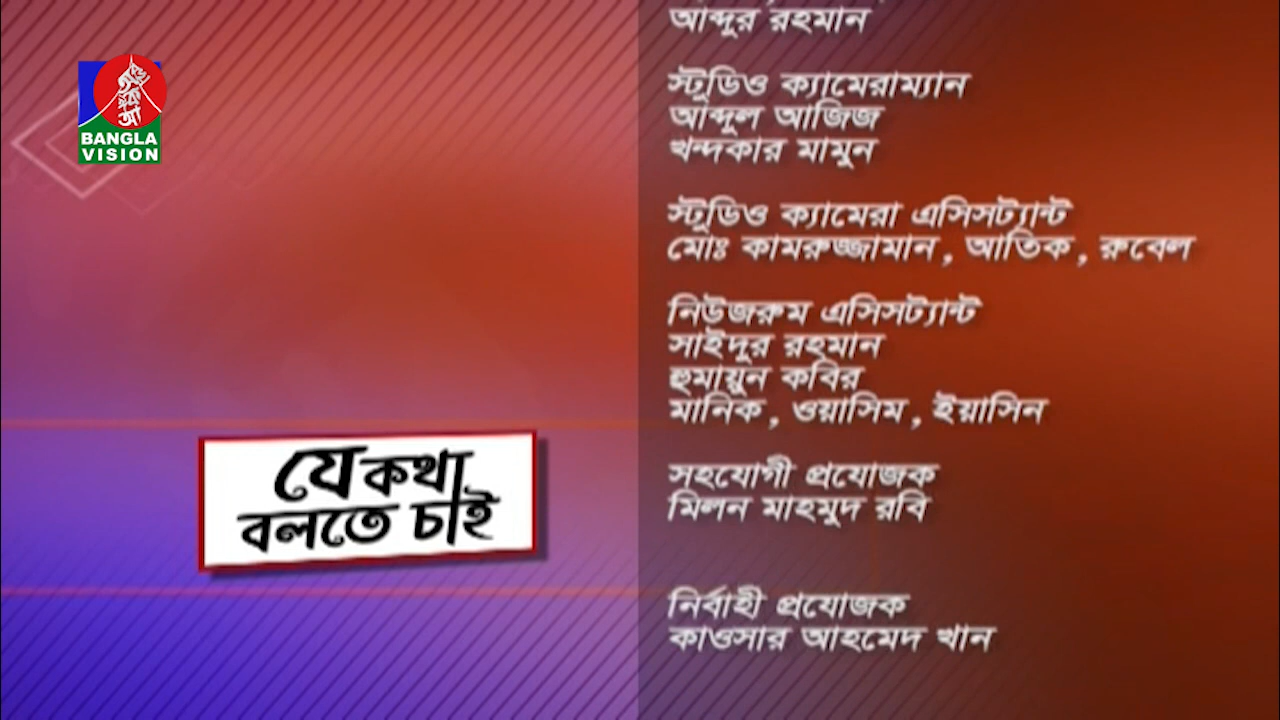 BANGLA
VISION
যে কথা
বলতে চাই
আব্দুর রহমান
স্টুডিও ক্যামেরাম্যান
আব্দুল আজিজ
খন্দকার মামুন
স্টুডিও ক্যামেরা এসিসট্যান্ট
মোঃ কামরুজ্জামান, আতিক, রুবেল
নিউজরুম এসিসট্যান্ট
সাইদুর রহমান
হুমায়ুন কবির
মানিক, ওয়াসিম, ইয়াসিন
সহযোগী প্রযোজক
মিলন মাহমুদ রবি
নির্বাহী প্রযোজক
কাওসার আহমেদ খান